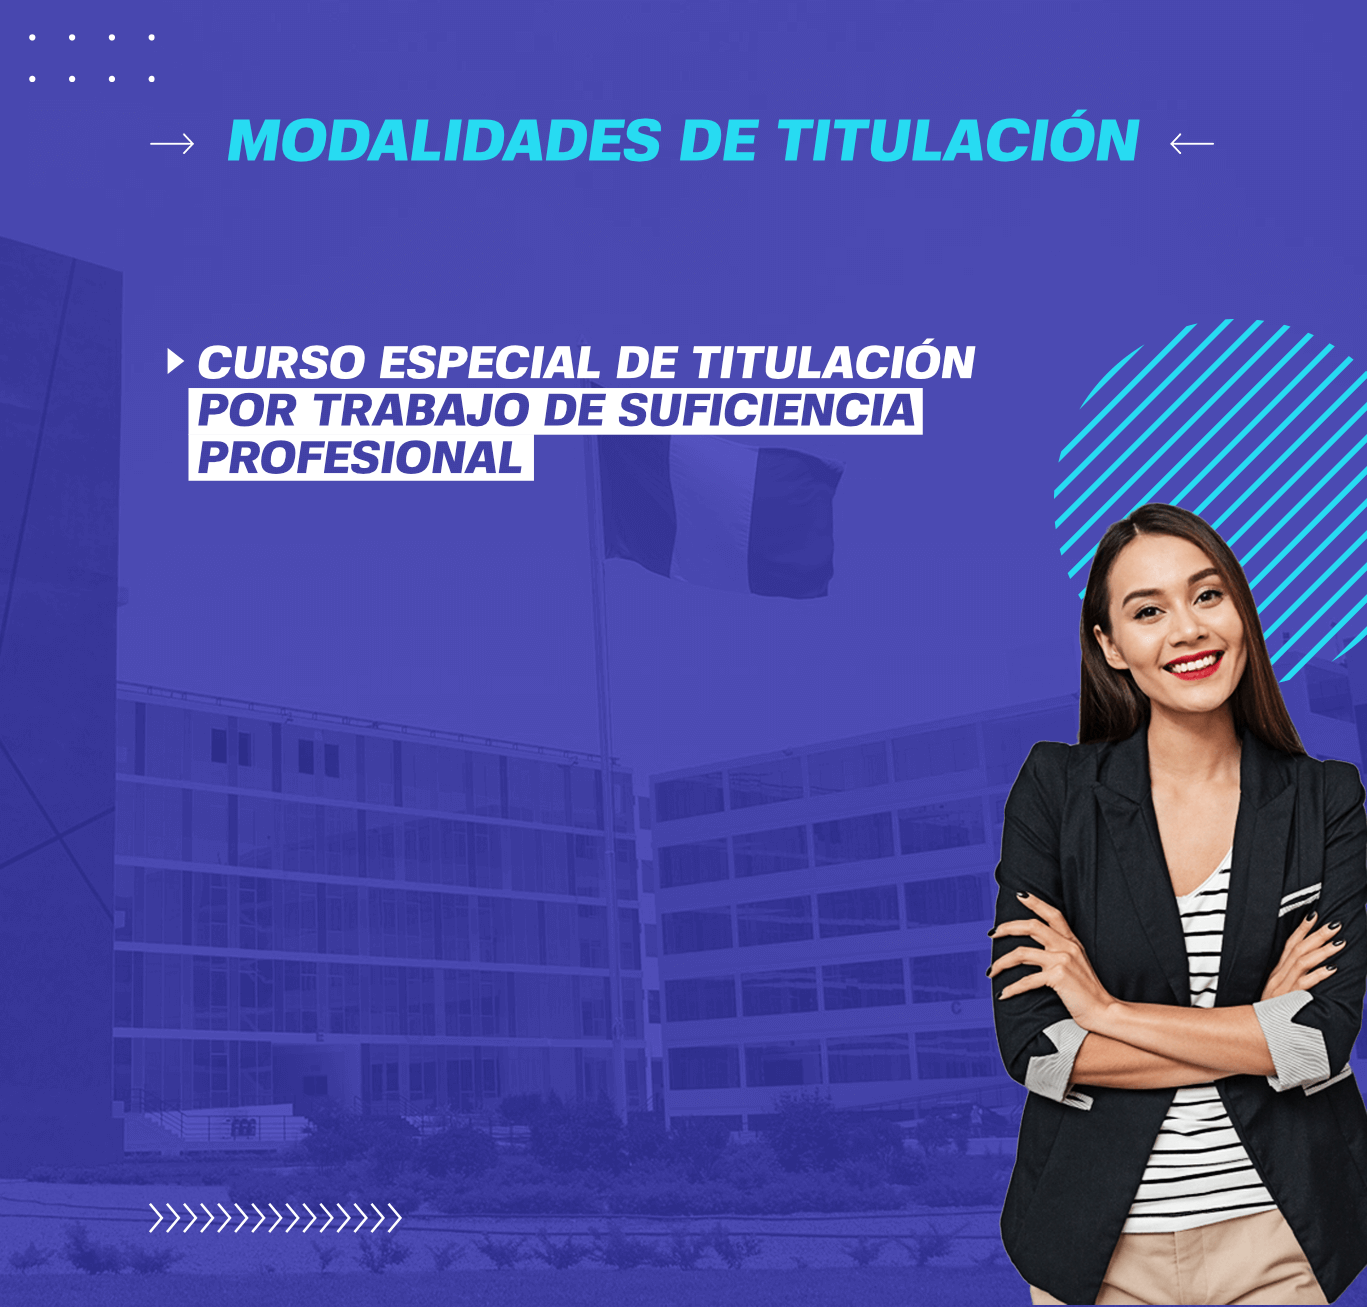 MODALIDADES DE TITULACIÓN
CURSO ESPECIAL DE TITULACIÓN
POR TRABAJO DE SUFICIENCIA
PROFESIONAL
E
C